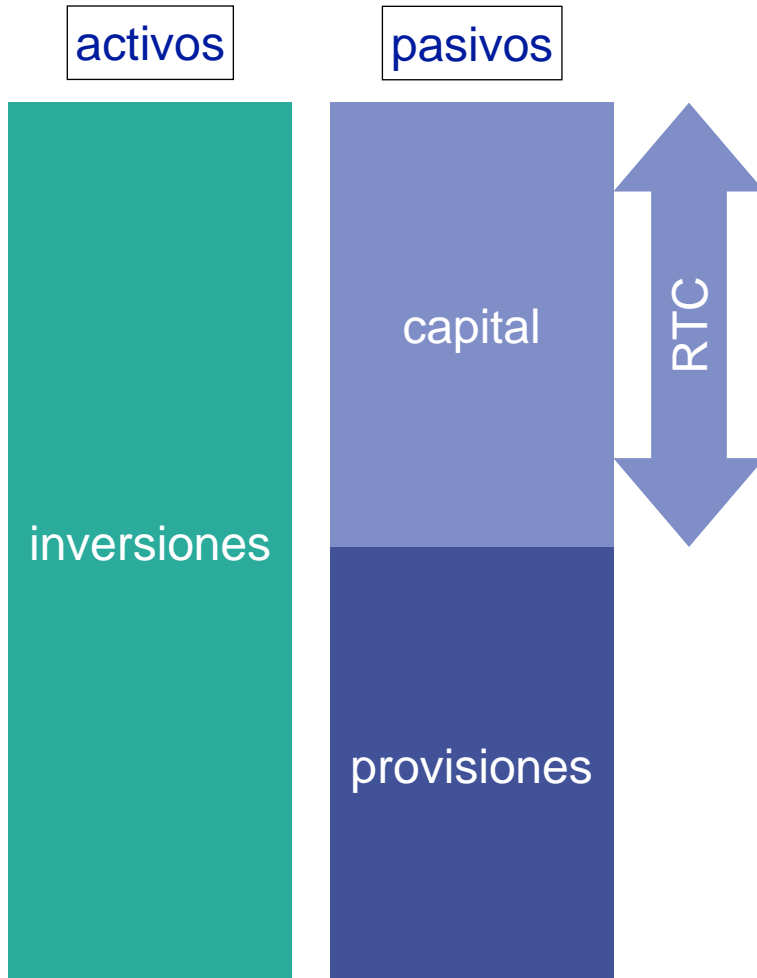 activos
pasivos
capital
RTC
inversiones
provisiones